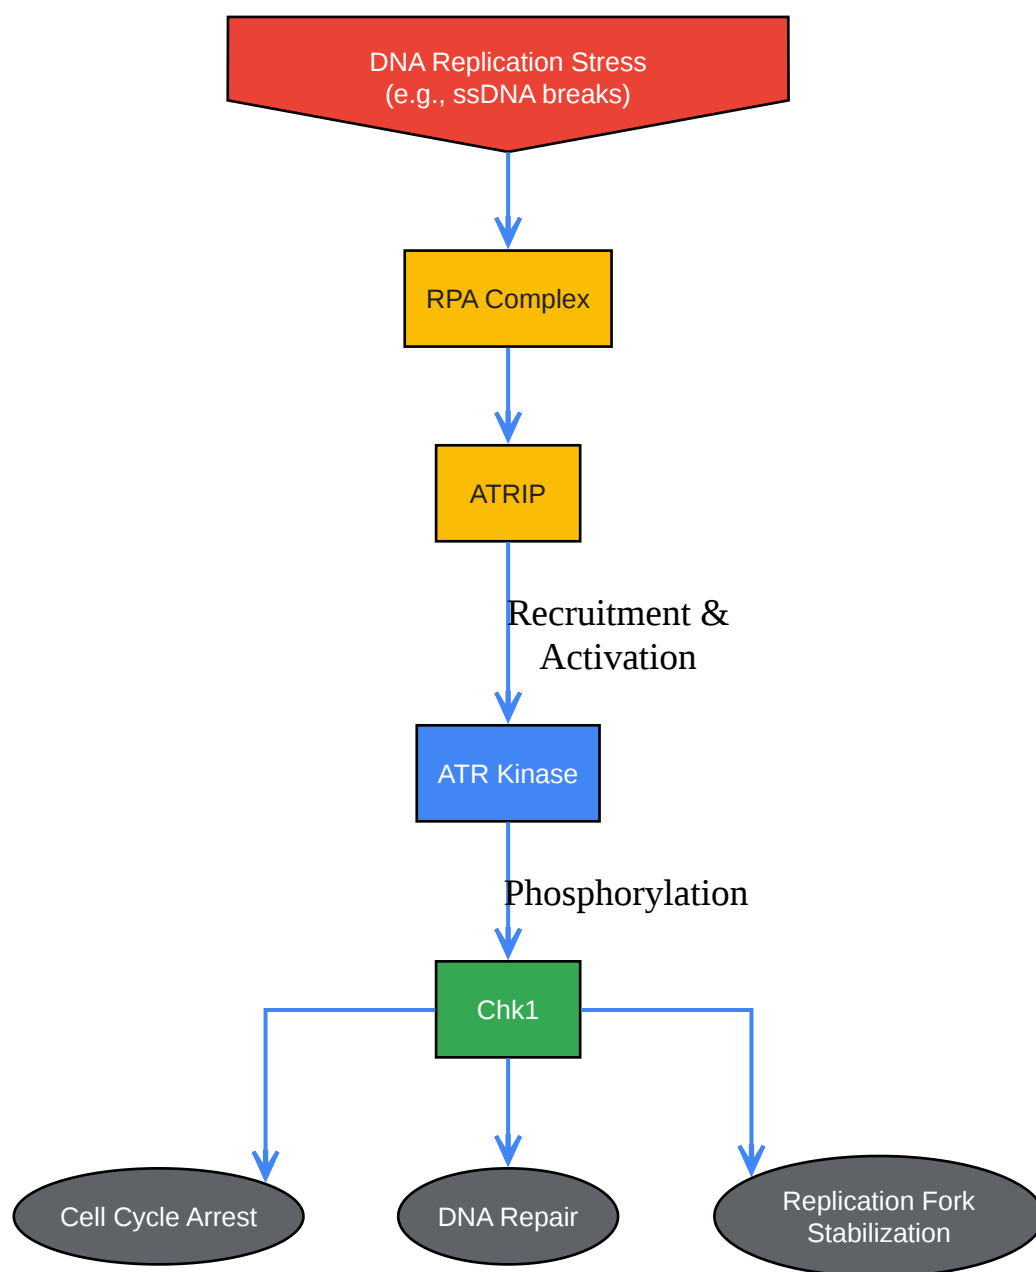 DNA Replication Stress
(e.g., ssDNA breaks)
RPA Complex
ATRIP
Recruitment &
Activation
ATR Kinase
Phosphorylation
Chk1
Cell Cycle Arrest
DNA Repair
Replication Fork
Stabilization